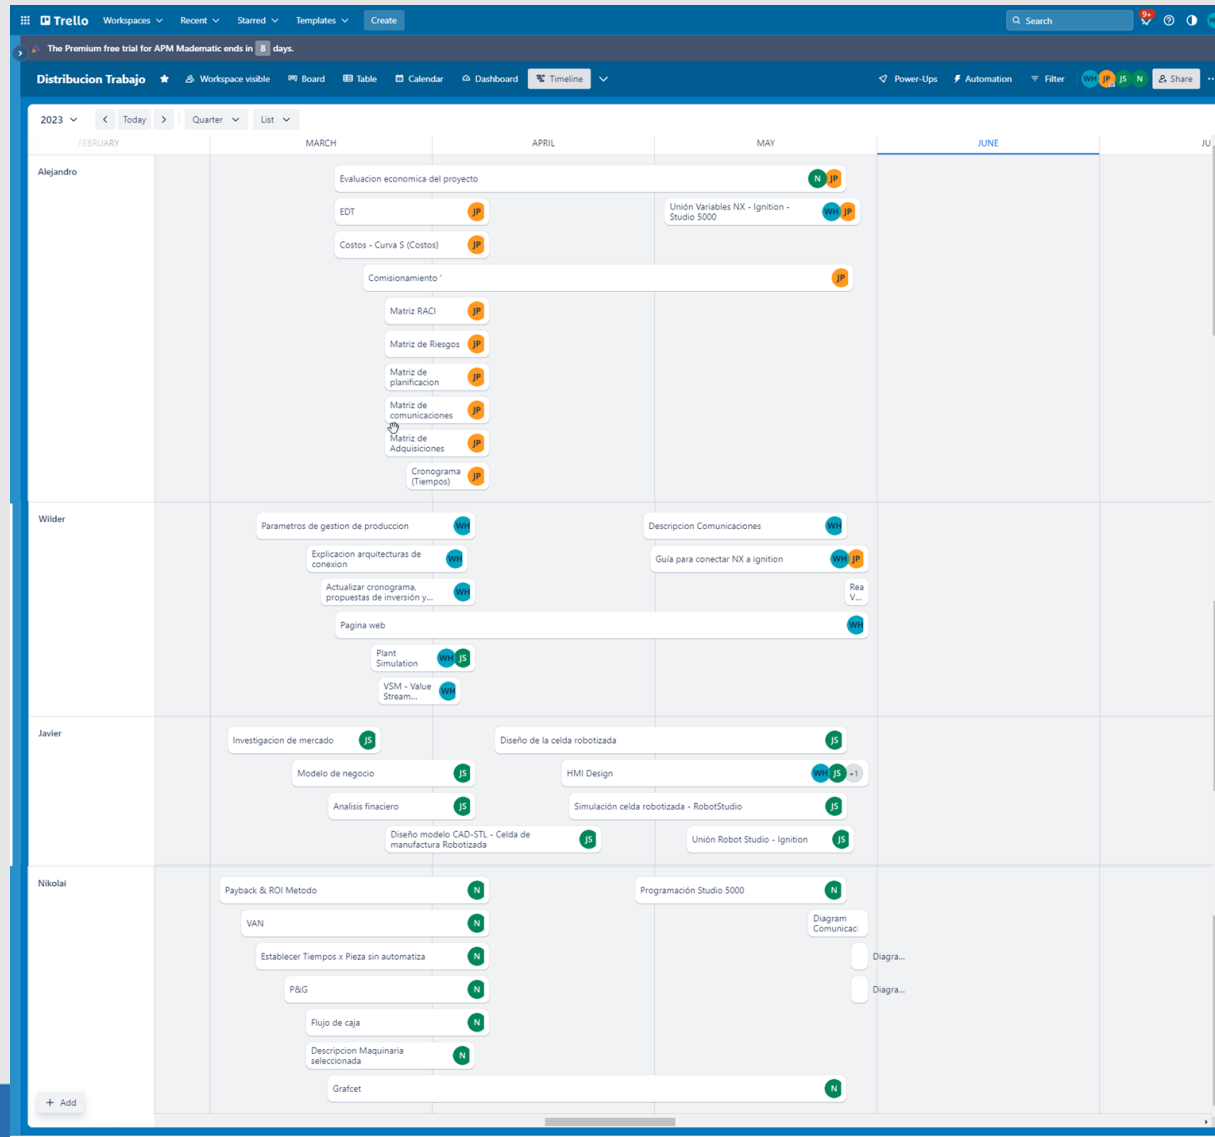 Trello
Workspaces
Recent
Starred
Templates
Create
Search
9+
The Premium free trial for APM Madematic ends in 8 days.
Distribucion Trabajo
Workspace visible
Board
Table
Calendar
Dashboard
Timeline
Power-Ups
Automation
Filter
WH JP JS N
Share
2023
Today
Quarter
List
FEBRUARY
MARCH
APRIL
MAY
JUNE
JU
Alejandro
Evaluacion economica del proyecto
N JP
EDT
JP
Unión Variables NX - Ignition -
Studio 5000
WH JP
Costos - Curva S (Costos)
JP
Comisionamiento '
JP
Matriz RACI
JP
Matriz de Riesgos
JP
Matriz de
planificacion
JP
Matriz de
comunicaciones
JP
Matriz de
Adquisiciones
JP
Cronograma
(Tiempos)
JP
Wilder
Parametros de gestion de produccion
WH
Descripcion Comunicaciones
WH
Explicacion arquitecturas de
conexion
WH
Guía para conectar NX a ignition
WH JP
Actualizar cronograma,
propuestas de inversión y...
WH
Rea
V...
Pagina web
WH
Plant
Simulation
WH JS
VSM - Value
Stream...
WH
Javier
Investigacion de mercado
JS
Diseño de la celda robotizada
JS
Modelo de negocio
JS
HMI Design
WH JS +1
Analisis finaciero
JS
Simulación celda robotizada - RobotStudio
JS
Diseño modelo CAD-STL - Celda de
manufactura Robotizada
JS
Unión Robot Studio - Ignition
JS
Nikolai
Payback & ROI Metodo
N
Programación Studio 5000
N
VAN
N
Diagram
Comunicaci
Establecer Tiempos x Pieza sin automatiza
N
Diagra...
P&G
N
Diagra...
Flujo de caja
N
Descripcion Maquinaria
seleccionada
N
Grafcet
N
+ Add